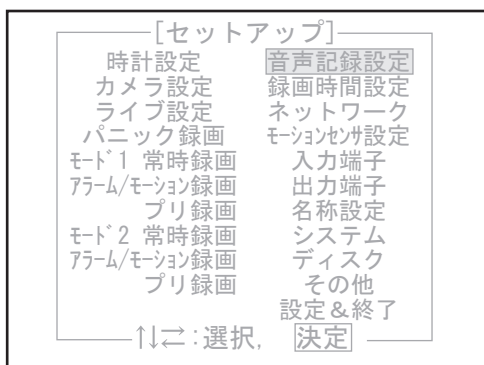 [セットアップ]
時計設定 音声記録設定
カメラ設定 録画時間設定
ライブ設定 ネットワーク
パニック録画 ﾓｰｼｮﾝｾﾝｻ設定
ﾓｰﾄﾞ1 常時録画 入力端子
ｱﾗｰﾑ/ﾓｰｼｮﾝ録画 出力端子
プリ録画 名称設定
ﾓｰﾄﾞ2 常時録画 システム
ｱﾗｰﾑ/ﾓｰｼｮﾝ録画 ディスク
プリ録画 その他
設定＆終了
↑↓⇄:選択, 決定